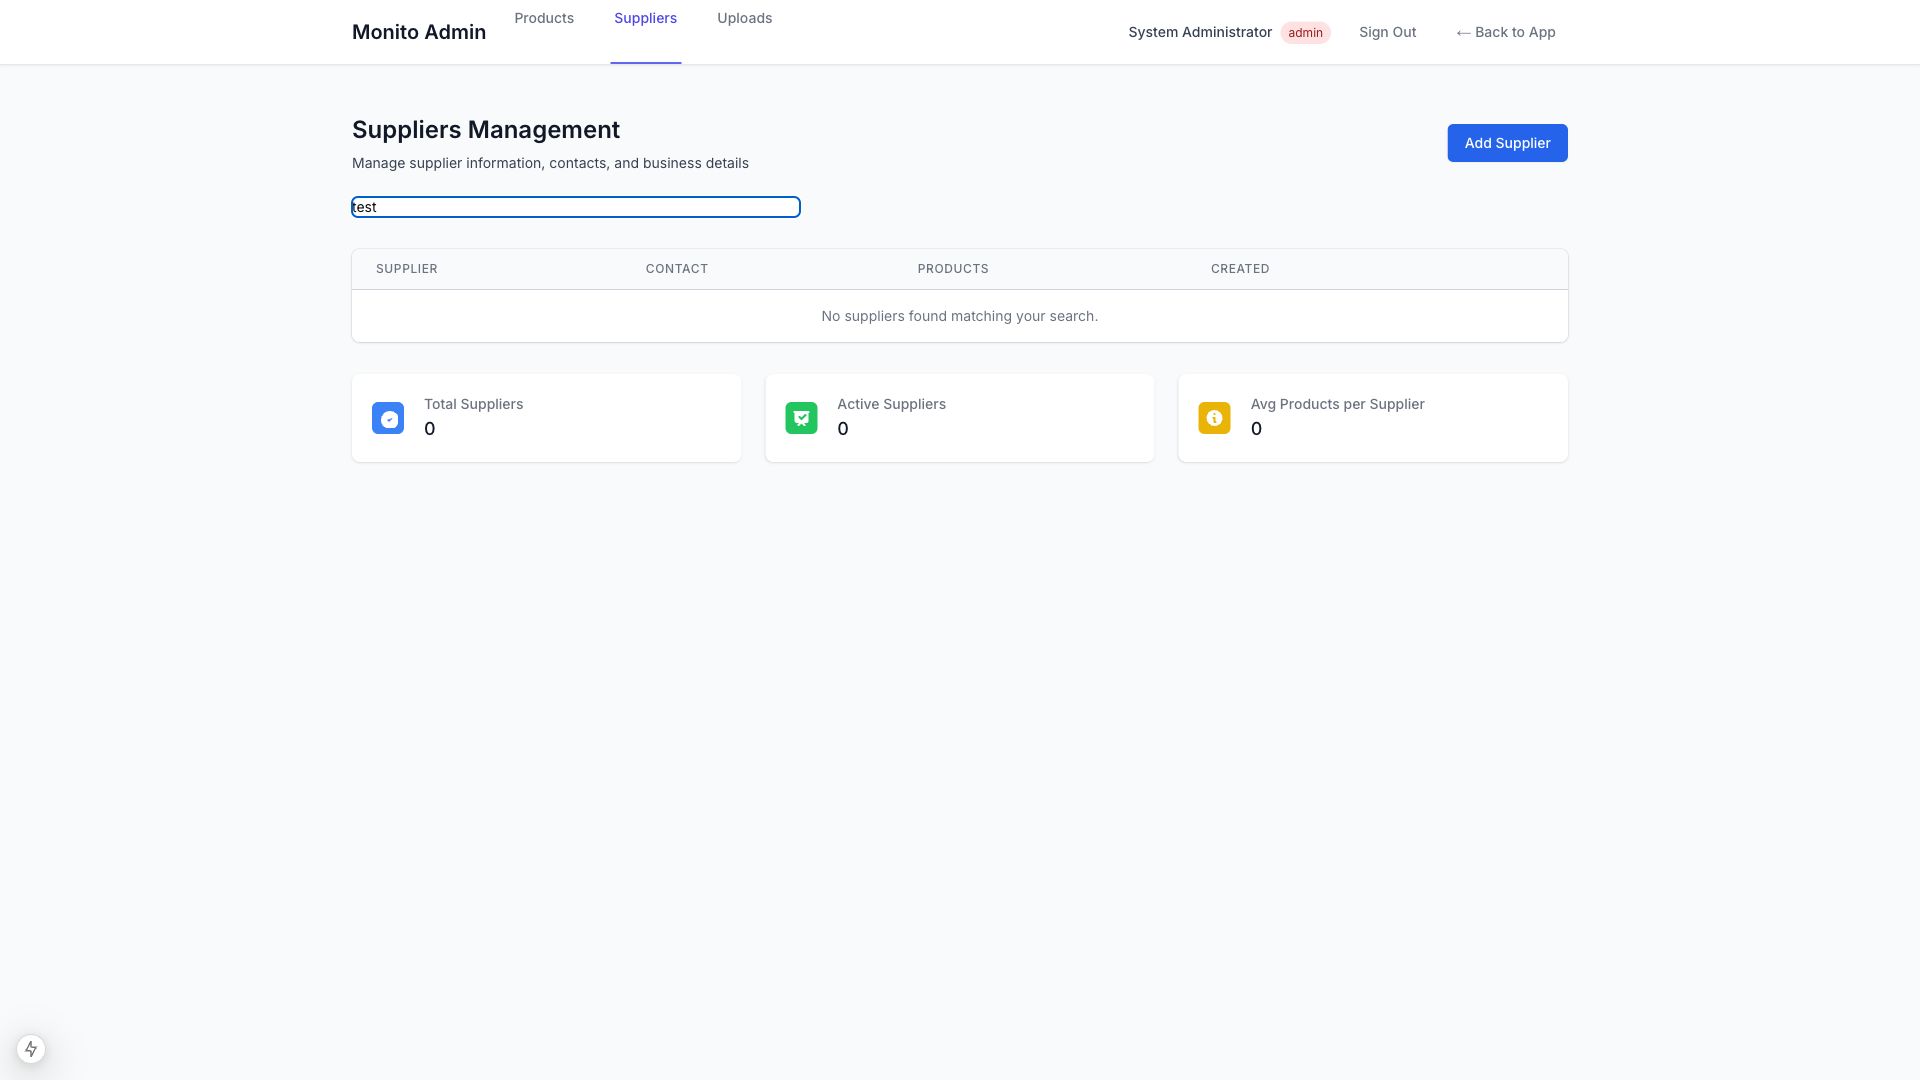 Monito Admin
Products
Suppliers
Uploads
System Administrator
admin
Sign Out
← Back to App
Suppliers Management
Manage supplier information, contacts, and business details
Add Supplier
test
SUPPLIER
CONTACT
PRODUCTS
CREATED
No suppliers found matching your search.
Total Suppliers
0
Active Suppliers
0
Avg Products per Supplier
0